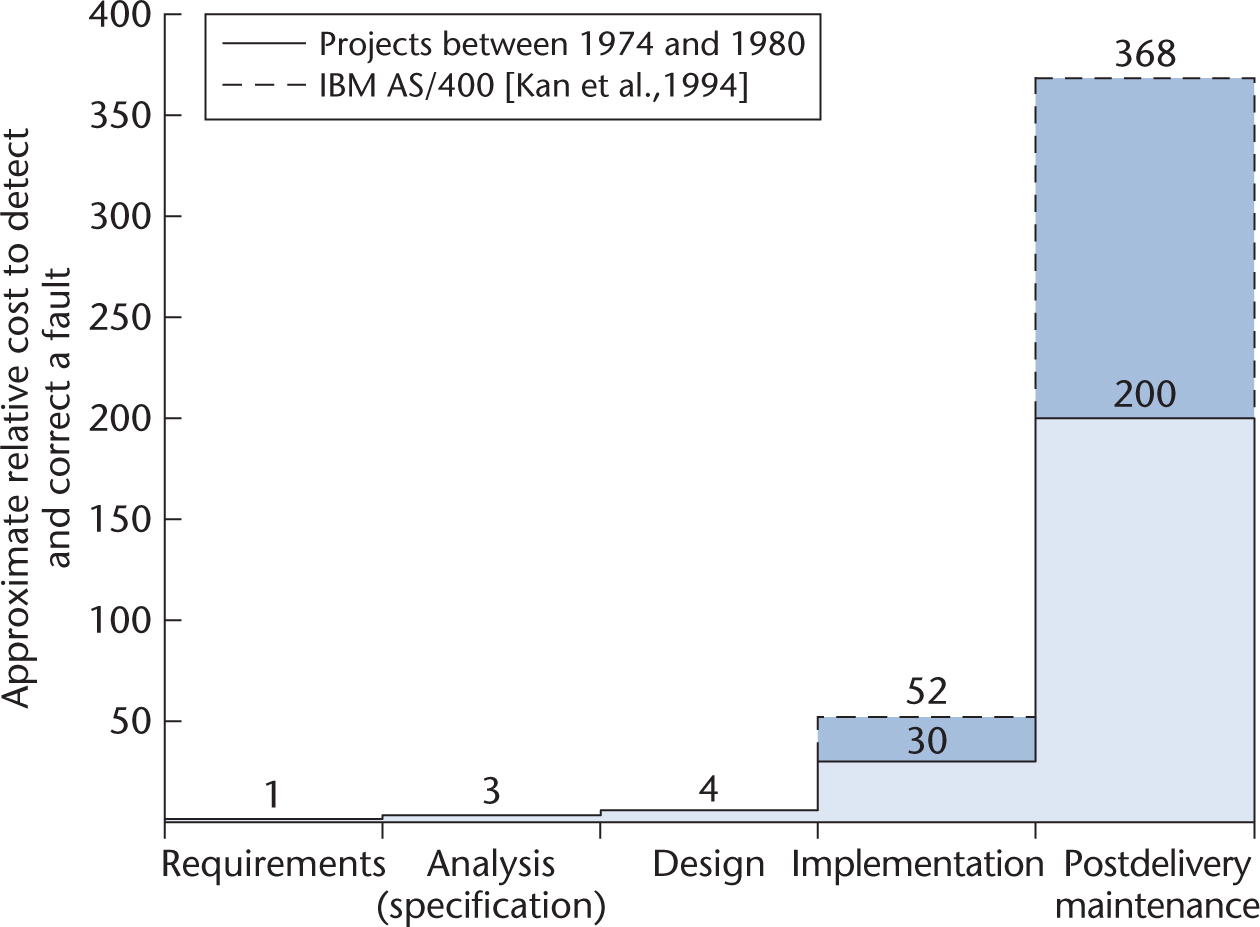 Approximate relative cost to detect
and correct a fault
400
350
300
250
200
150
100
50
Projects between 1974 and 1980
IBM AS/400 [Kan et al.,1994]
368
200
52
30
1
3
4
Requirements
Analysis
(specification)
Design
Implementation
Postdelivery
maintenance